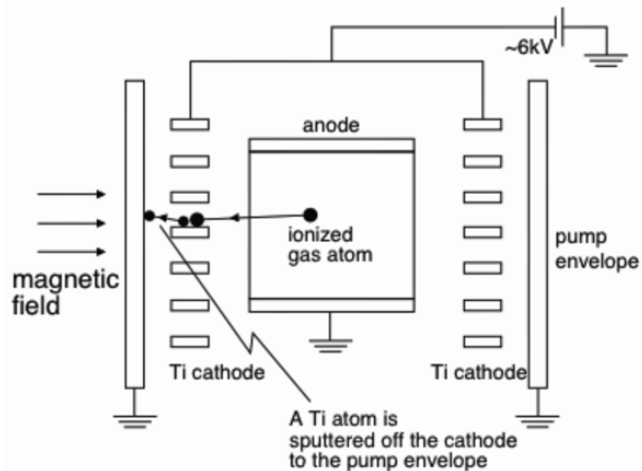 ~6kV
anode
ionized
gas atom
magnetic
field
pump
envelope
Ti cathode
Ti cathode
A Ti atom is
sputtered off the cathode
to the pump envelope